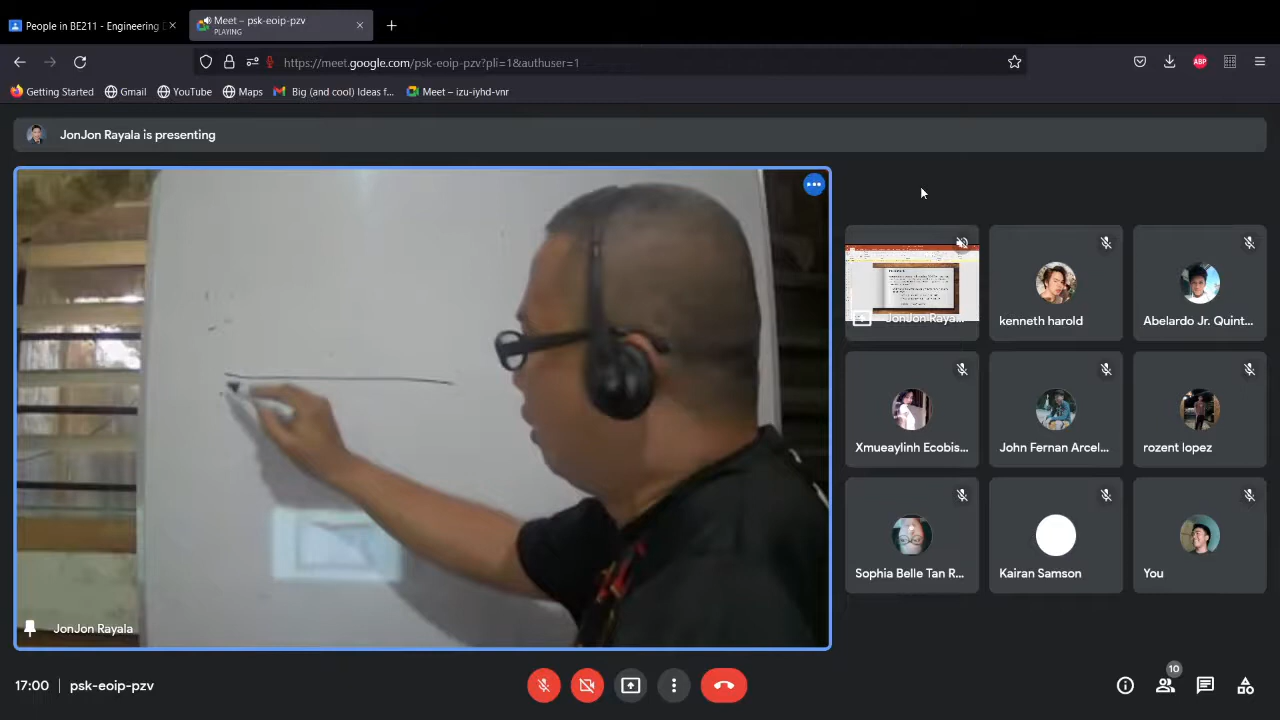 People in BE211 - Engineering
Meet – psk-eoip-pzv
PLAYING
https://meet.google.com/psk-eoip-pzv?pli=1&authuser=1
ABP
Getting Started
Gmail
YouTube
Maps
Big (and cool) Ideas f...
Meet – izu-iyhd-vnr
JonJon Rayala is presenting
JonJon Raya...
kenneth harold
Abelardo Jr. Quint...
Xmueaylinh Ecobis...
John Fernan Arcel...
rozent lopez
Sophia Belle Tan R...
Kairan Samson
You
JonJon Rayala
17:00
psk-eoip-pzv
10